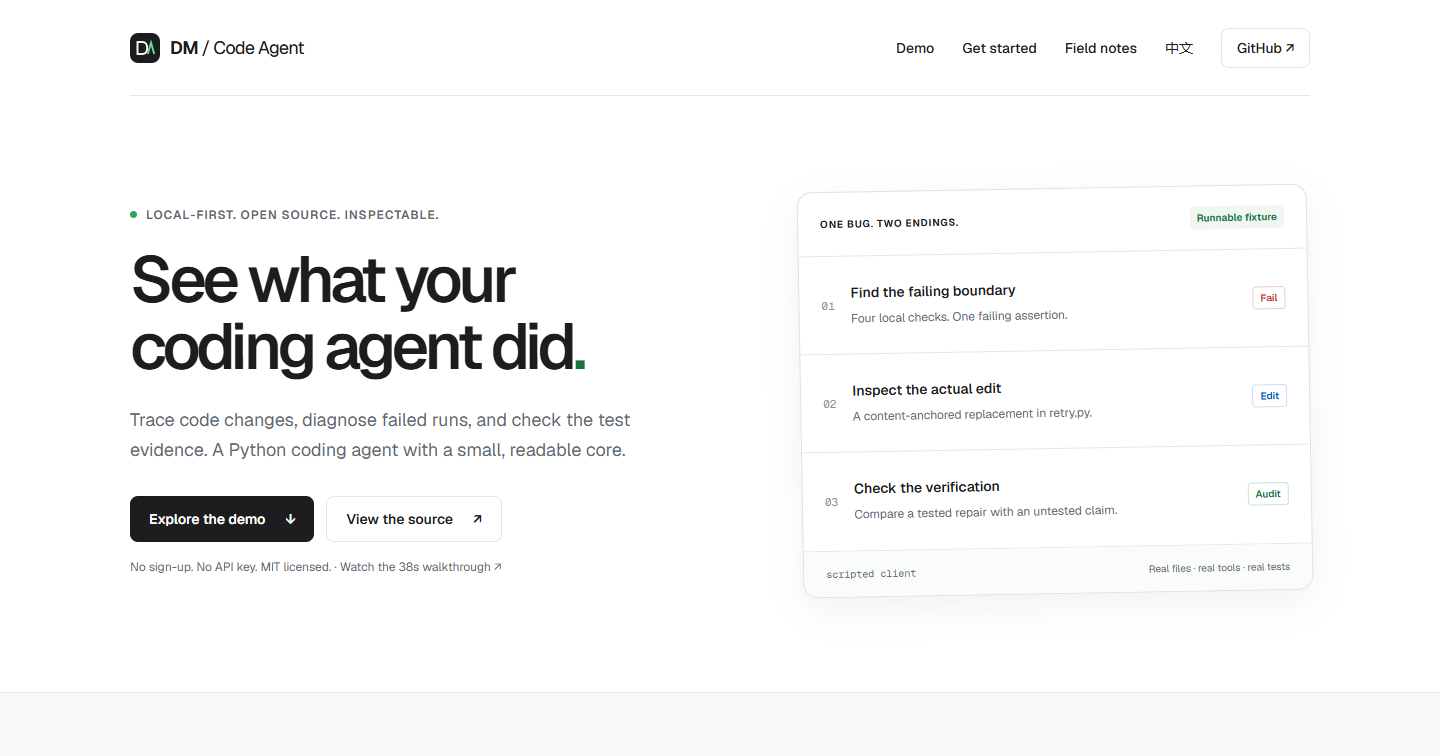 DM / Code Agent
Demo
Get started
Field notes
中文
GitHub ↗
LOCAL-FIRST. OPEN SOURCE. INSPECTABLE.
See what your
coding agent did.
Trace code changes, diagnose failed runs, and check the test
evidence. A Python coding agent with a small, readable core.
Explore the demo ↓
View the source ↗
No sign-up. No API key. MIT licensed. · Watch the 38s walkthrough ↗
ONE BUG. TWO ENDINGS.
Runnable fixture
01
Find the failing boundary
Four local checks. One failing assertion.
Fail
02
Inspect the actual edit
A content-anchored replacement in retry.py.
Edit
03
Check the verification
Compare a tested repair with an untested claim.
Audit
scripted client
Real files · real tools · real tests